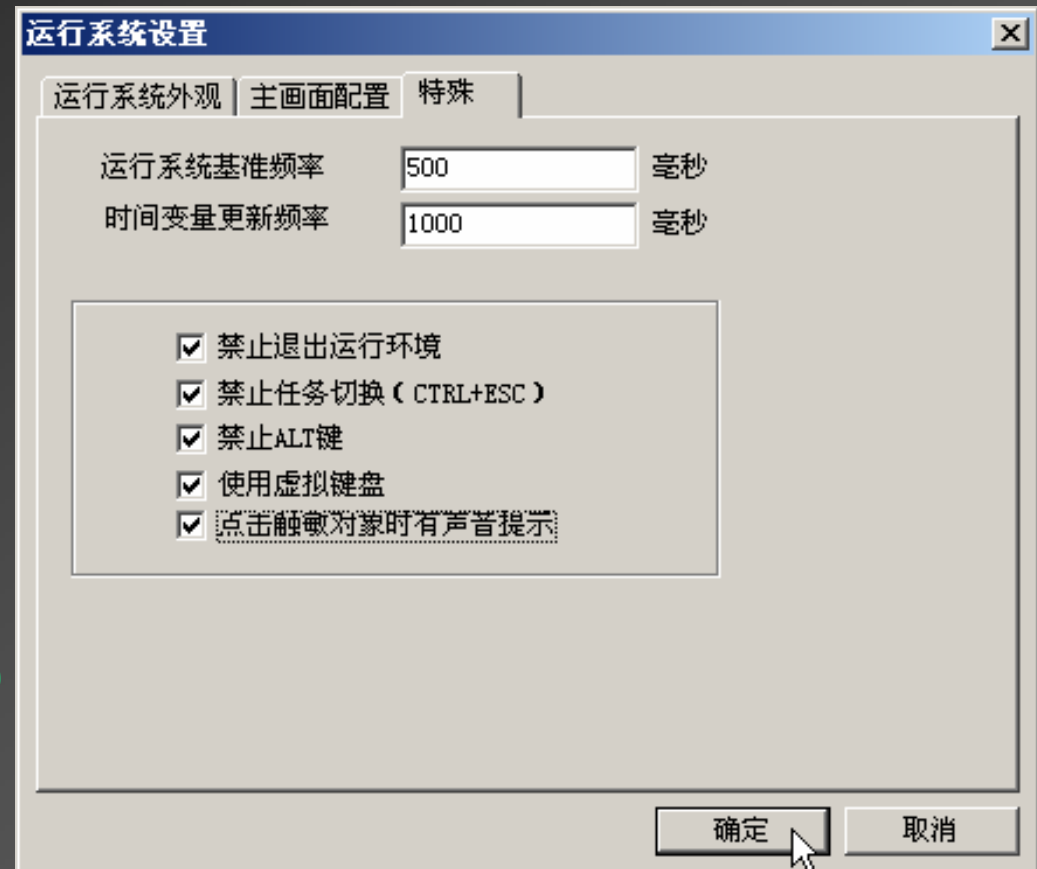 运行系统设置
运行系统外观 主画面配置 特殊
运行系统基准频率 500 毫秒
时间变量更新频率 1000 毫秒
禁止退出运行环境
禁止任务切换(CTRL+ESC)
禁止ALT键
使用虚拟键盘
点击触敏对象时有声音提示
确定 取消